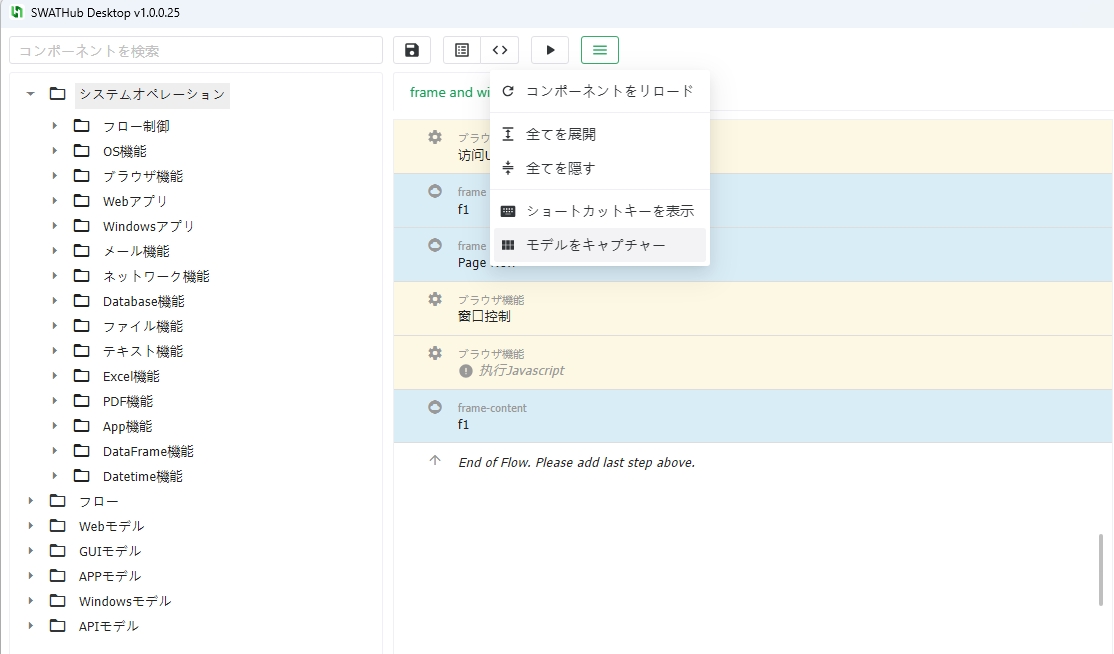 SWATHub Desktop v1.0.0.25
コンポーネントを検索
システムオペレーション
フロー制御
OS機能
ブラウザ機能
Webアプリ
Windowsアプリ
メール機能
ネットワーク機能
Database機能
ファイル機能
テキスト機能
Excel機能
PDF機能
App機能
DataFrame機能
Datetime機能
フロー
Webモデル
GUIモデル
APPモデル
Windowsモデル
APIモデル
frame and wi
コンポーネントをリロード
全てを展開
全てを隠す
ショートカットキーを表示
モデルをキャプチャー
ブラウ
访问U
frame
f1
frame
Page
ブラウザ機能
窗口控制
ブラウザ機能
执行Javascript
frame-content
f1
End of Flow. Please add last step above.